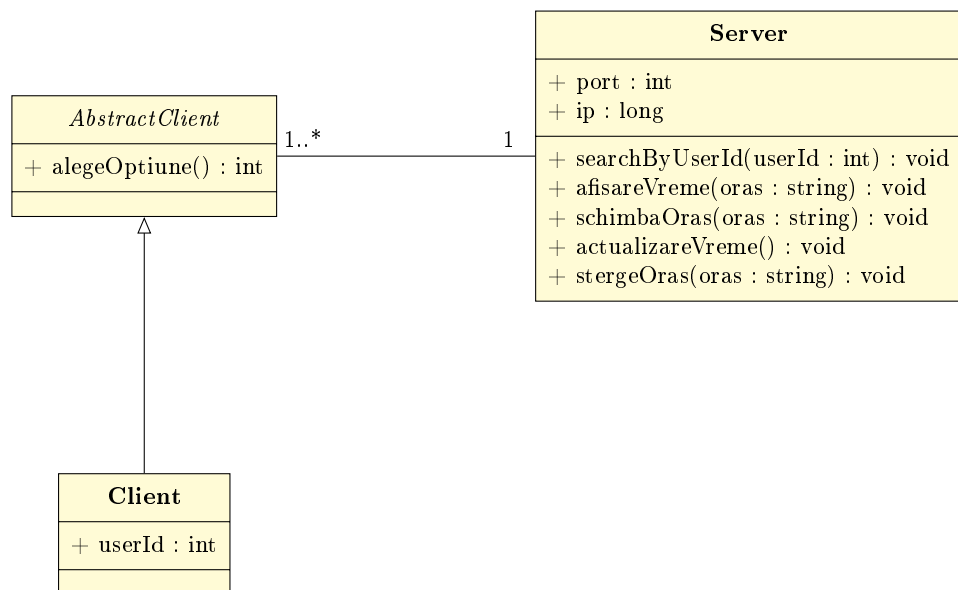 AbstractClient
+ alegeOptiune() : int
1..*
1
Server
+ port : int
+ ip : long
+ searchByUserId(userId : int) : void
+ afisareVreme(oras : string) : void
+ schimbaOras(oras : string) : void
+ actualizareVreme() : void
+ stergeOras(oras : string) : void
Client
+ userId : int